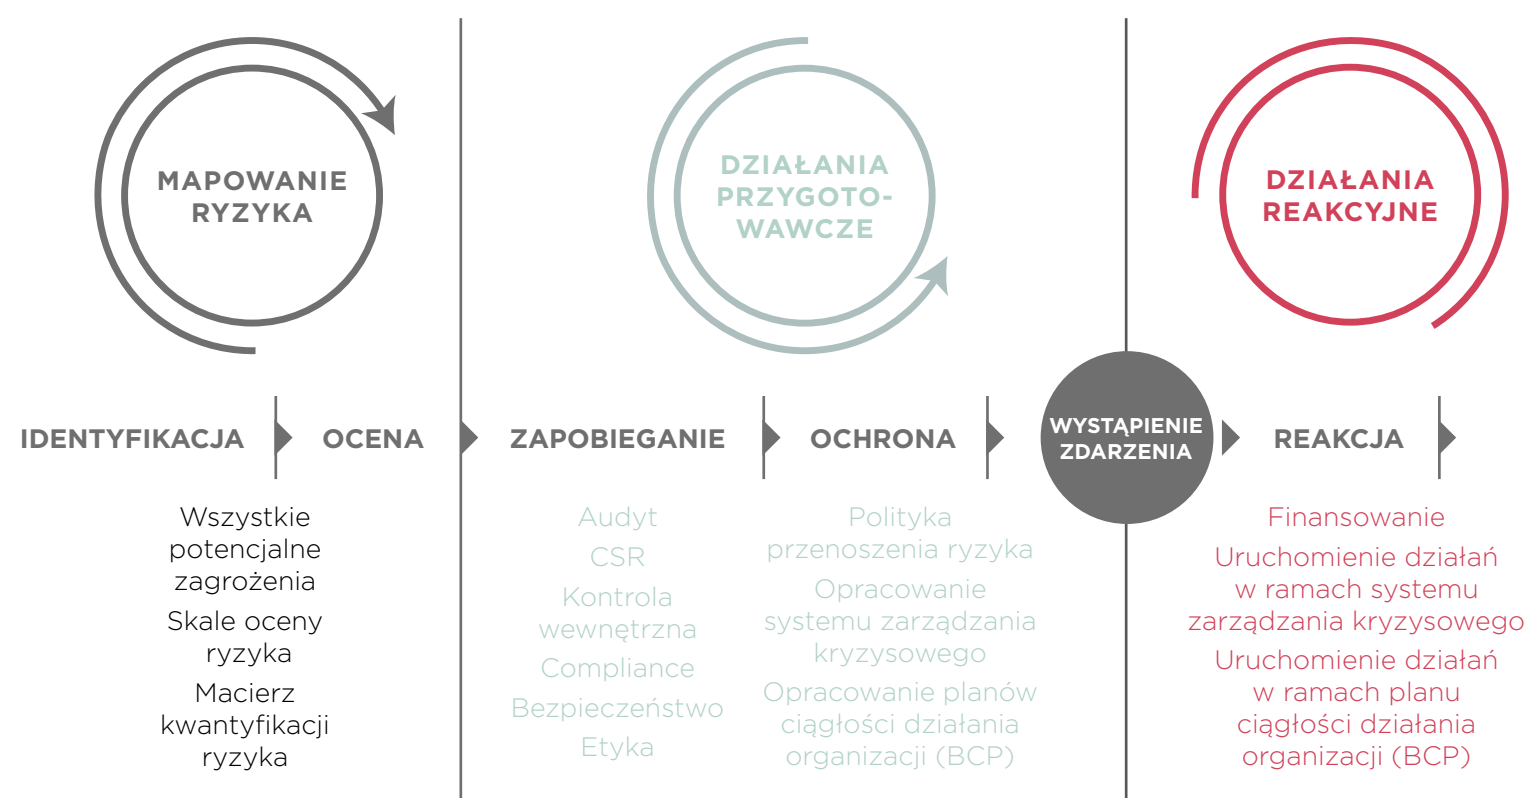 MAPOWANIE
RYZYKA
DZIAŁANIA
PRZYGOTO-
WAWCZE
DZIAŁANIA
REAKCYJNE
IDENTYFIKACJA
OCENA
ZAPOBIEGANIE
OCHRONA
WYSTĄPIENIE
ZDARZENIA
REAKCJA
Wszystkie
potencjalne
zagrożenia
Skale oceny
ryzyka
Macierz
kwantyfikacji
ryzyka
Audyt
CSR
Kontrola
wewnętrzna
Compliance
Bezpieczeństwo
Etyka
Polityka
przenoszenia ryzyka
Opracowanie
systemu zarządzania
kryzysowego
Opracowanie planów
ciągłości działania
organizacji (BCP)
Finansowanie
Uruchomienie działań
w ramach systemu
zarządzania kryzysowego
Uruchomienie działań
w ramach planu
ciągłości działania
organizacji (BCP)